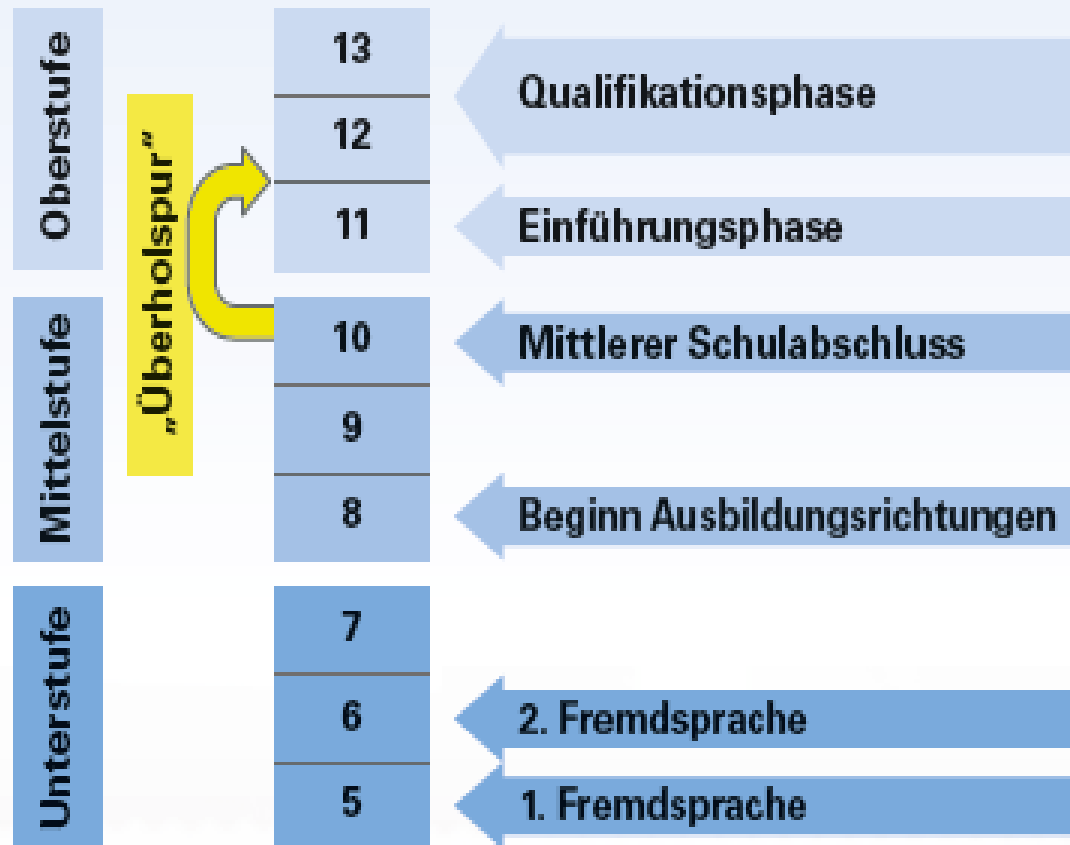 Oberstufe
„Überholspur“
13
Qualifikationsphase
12
11
Einführungsphase
Mittelstufe
10
Mittlerer Schulabschluss
9
8
Beginn Ausbildungsrichtungen
Unterstufe
7
6
2. Fremdsprache
5
1. Fremdsprache